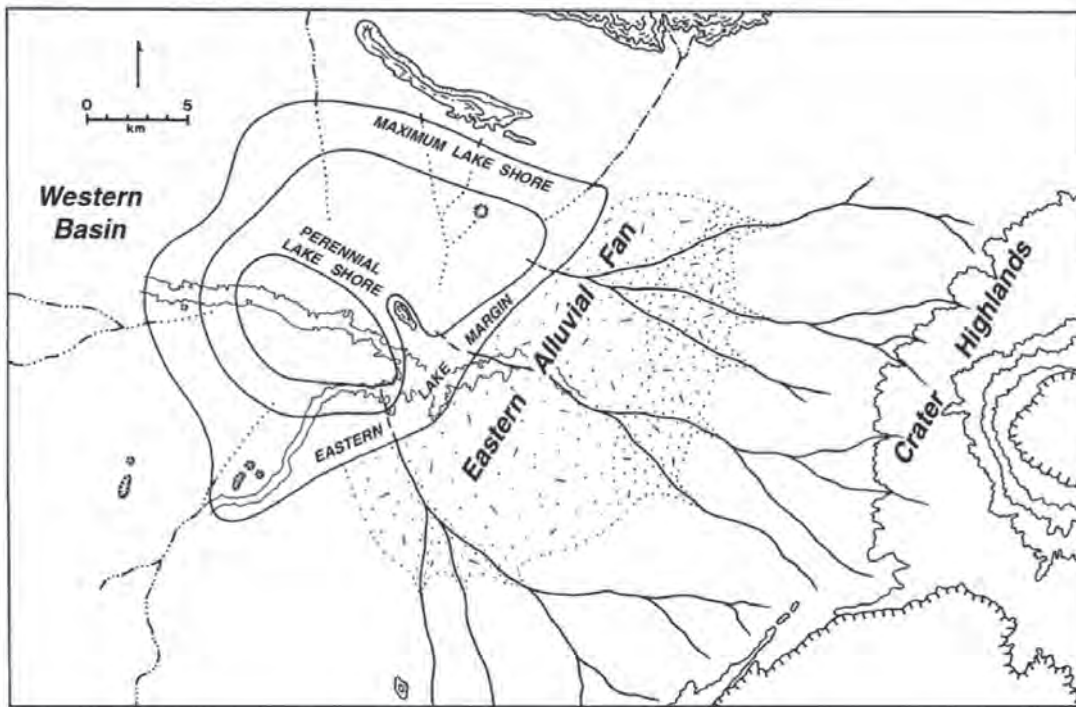 0 5
km
Western
Basin
MAXIMUM LAKE SHORE
PERENNIAL
LAKE SHORE
EASTERN LAKE MARGIN
Eastern Alluvial Fan
Crater Highlands